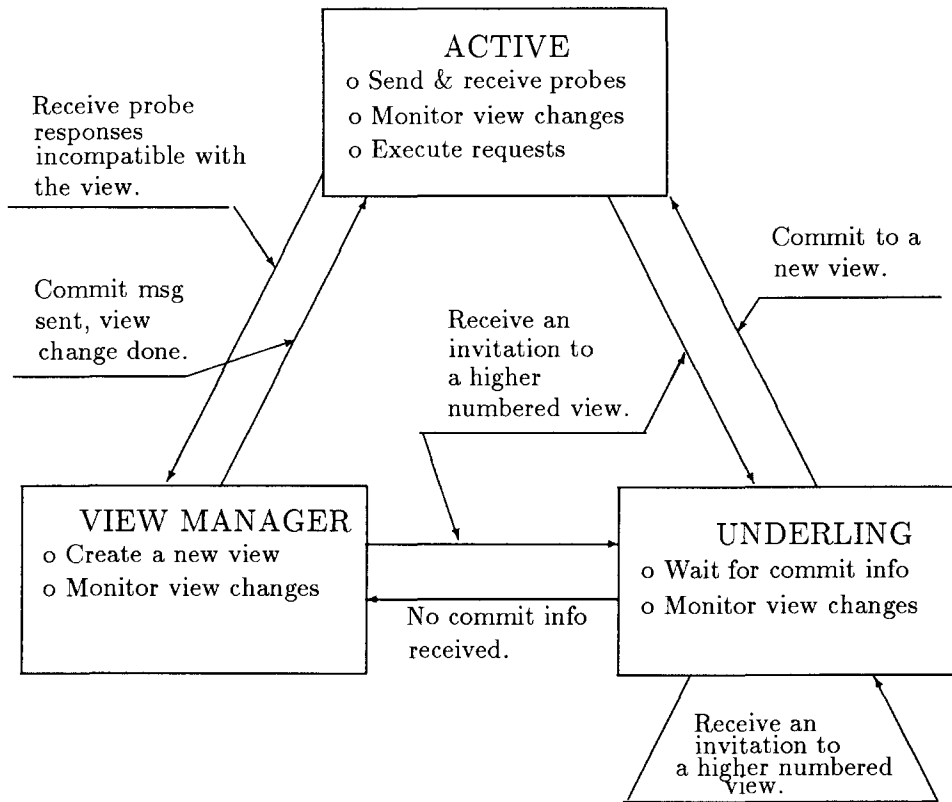 ACTIVE
o Send & receive probes
o Monitor view changes
o Execute requests
Receive probe
responses
incompatible with
the view.
Commit msg
sent, view
change done.
Receive an
invitation to
a higher
numbered view.
Commit to a
new view.
VIEW MANAGER
o Create a new view
o Monitor view changes
UNDERLING
o Wait for commit info
o Monitor view changes
No commit info
received.
Receive an
invitation to
a higher numbered
view.